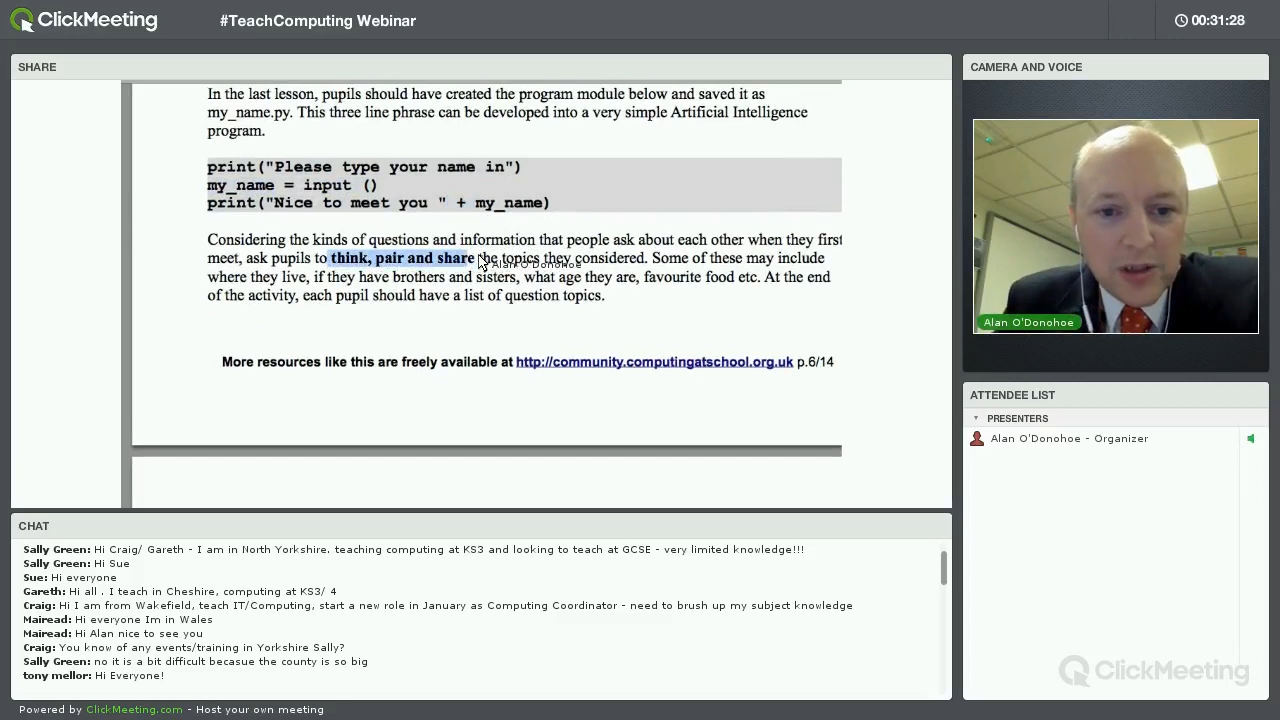 ClickMeeting
#TeachComputing Webinar
00:31:28
SHARE
In the last lesson, pupils should have created the program module below and saved it as
my_name.py. This three line phrase can be developed into a very simple Artificial Intelligence
program.
print("Please type your name in")
my_name = input ()
print("Nice to meet you " + my_name)
Considering the kinds of questions and information that people ask about each other when they first
meet, ask pupils to think, pair and share the topics they considered. Some of these may include
Alan O'Donohoe
where they live, if they have brothers and sisters, what age they are, favourite food etc. At the end
of the activity, each pupil should have a list of question topics.
More resources like this are freely available at http://community.computingatschool.org.uk p.6/14
CAMERA AND VOICE
Alan O'Donohoe
ATTENDEE LIST
PRESENTERS
Alan O'Donohoe - Organizer
CHAT
Sally Green: Hi Craig/ Gareth - I am in North Yorkshire. teaching computing at KS3 and looking to teach at GCSE - very limited knowledge!!!
Sally Green: Hi Sue
Sue: Hi everyone
Gareth: Hi all . I teach in Cheshire, computing at KS3/ 4
Craig: Hi I am from Wakefield, teach IT/Computing, start a new role in January as Computing Coordinator - need to brush up my subject knowledge
Mairead: Hi everyone Im in Wales
Mairead: Hi Alan nice to see you
Craig: You know of any events/training in Yorkshire Sally?
Sally Green: no it is a bit difficult becasue the county is so big
tony mellor: Hi Everyone!
ClickMeeting
Powered by ClickMeeting.com - Host your own meeting